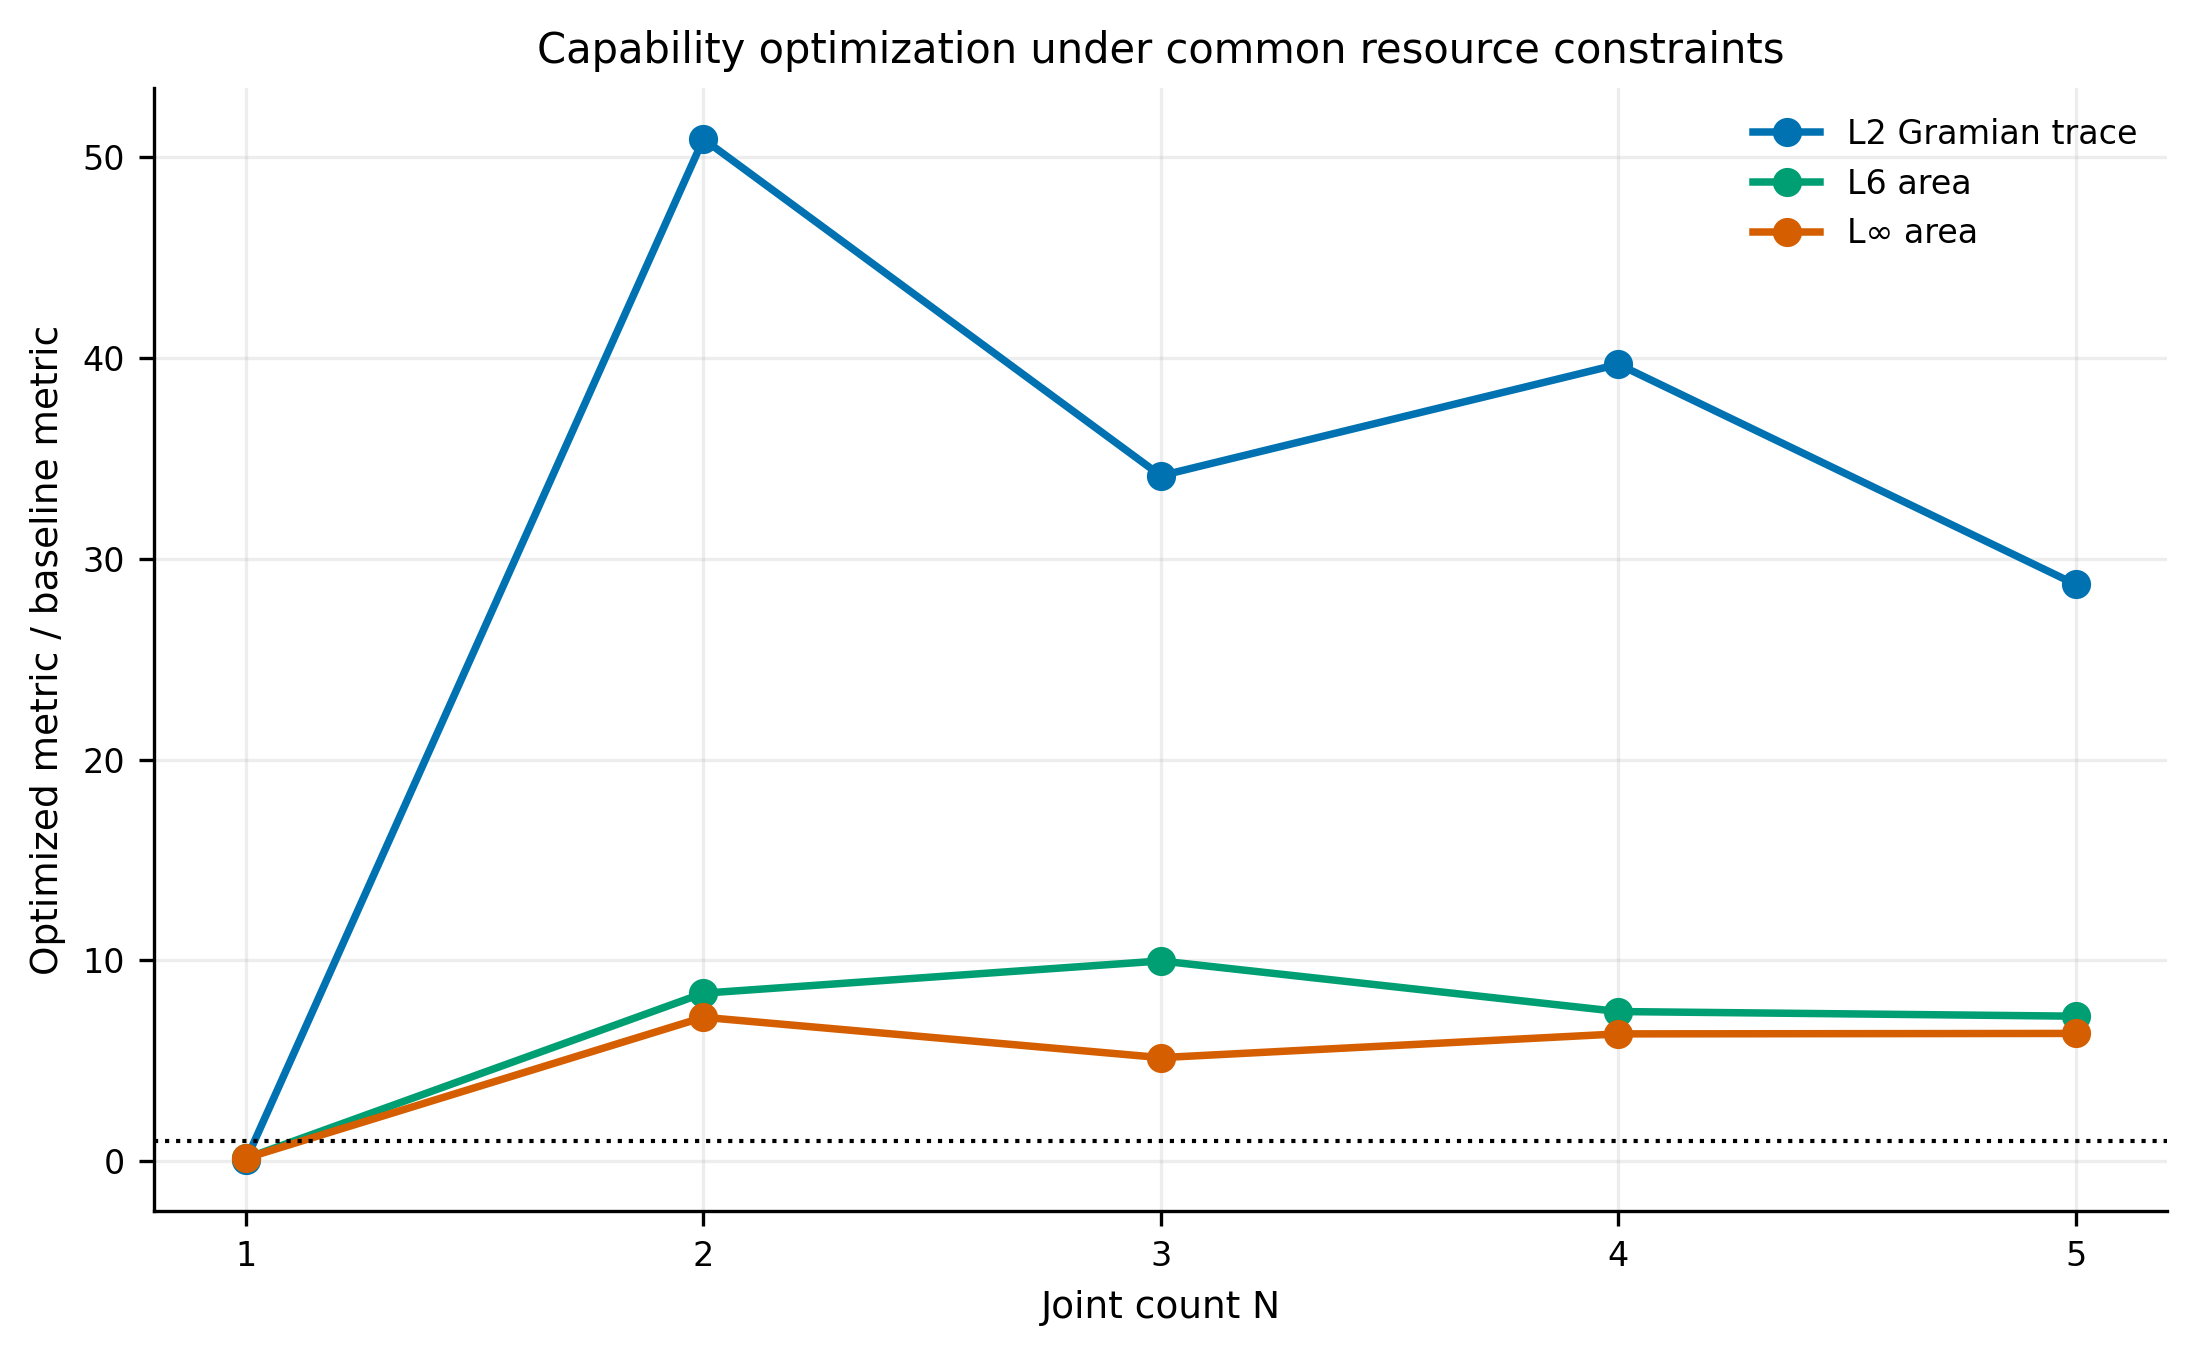 Capability optimization under common resource constraints
L2 Gramian trace
L6 area
L∞ area
Optimized metric / baseline metric
50
40
30
20
10
0
1 2 3 4 5
Joint count N